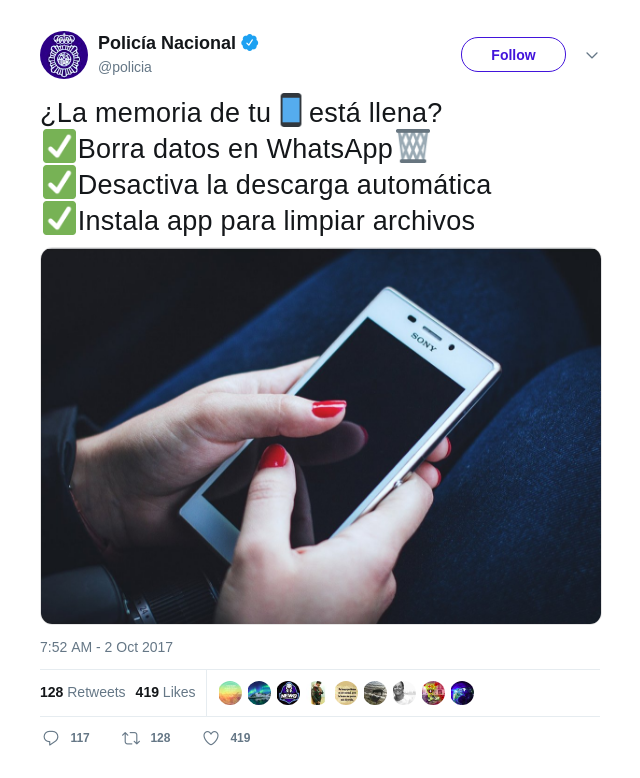 Policía Nacional
@policia
Follow
¿La memoria de tu 📱 está llena?
✅Borra datos en WhatsApp🗑
✅Desactiva la descarga automática
✅Instala app para limpiar archivos
SONY
7:52 AM - 2 Oct 2017
128 Retweets 419 Likes
117 128 419